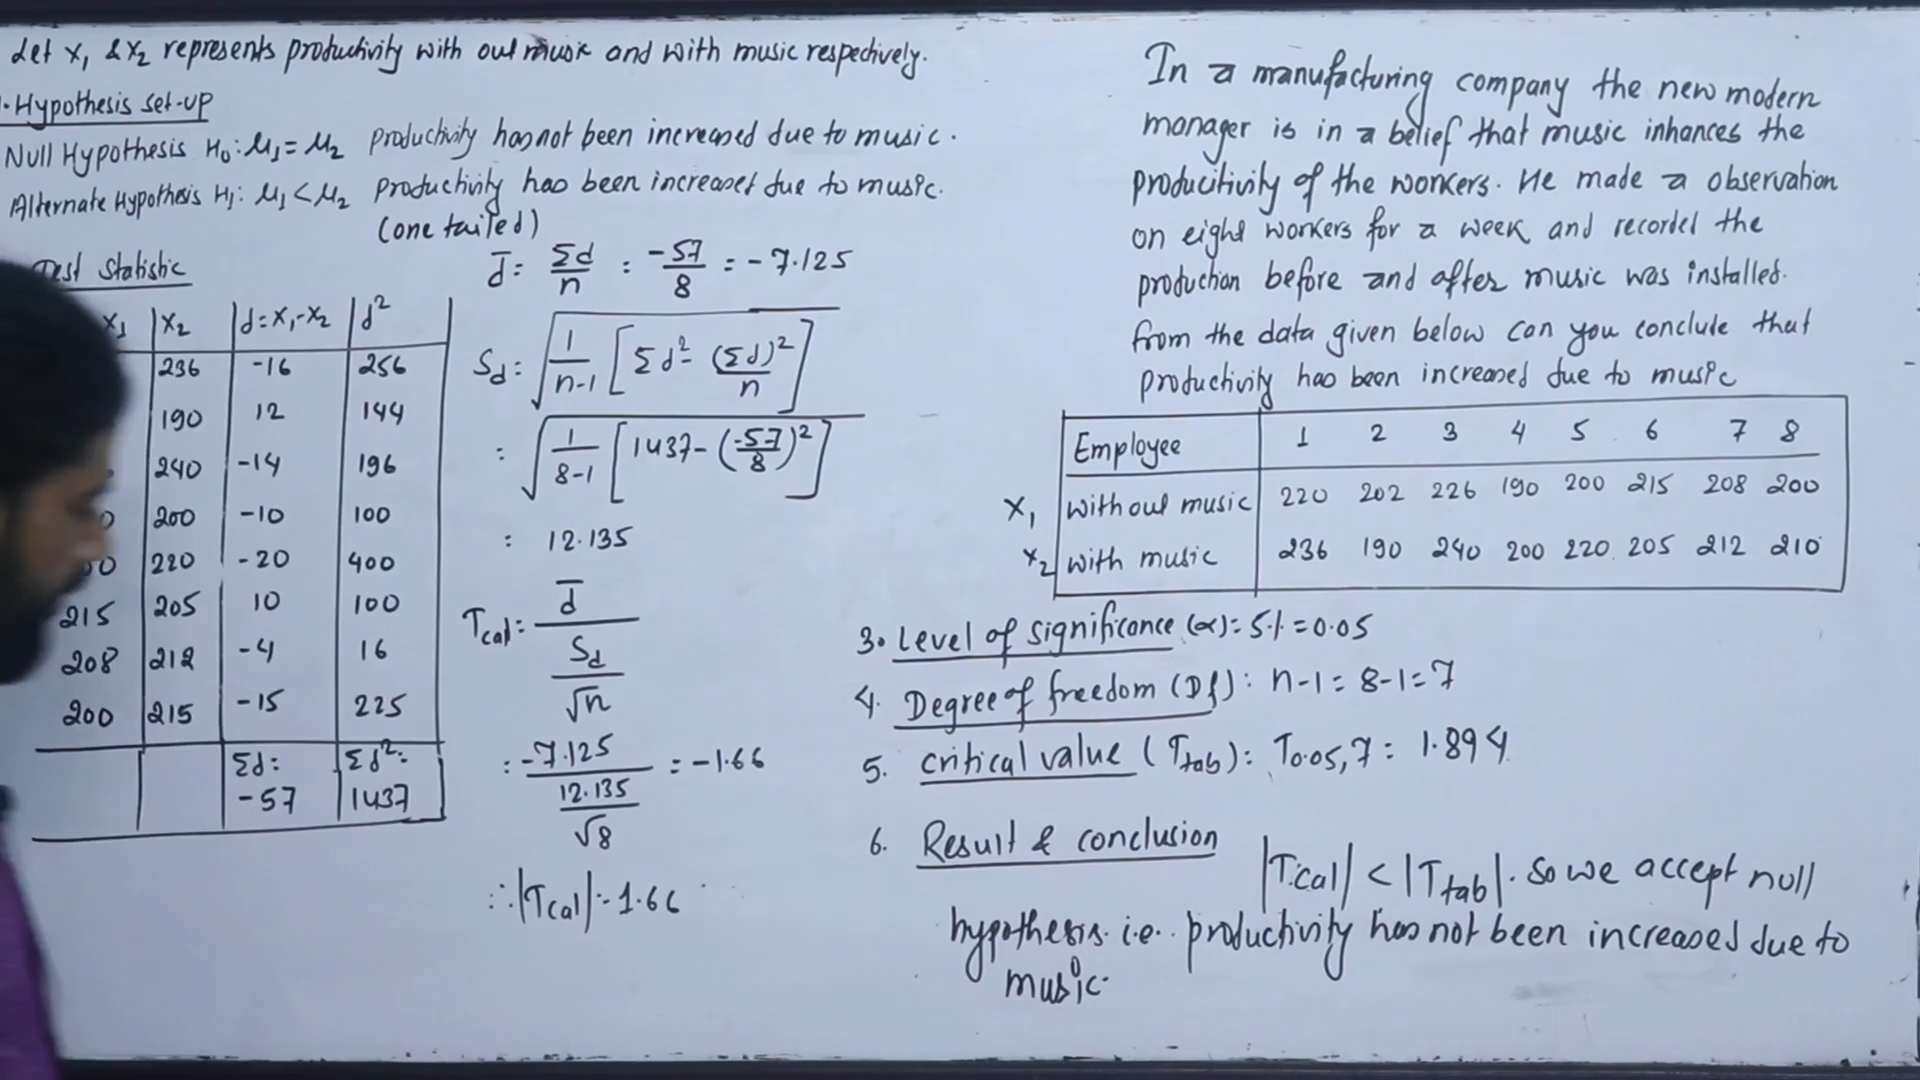 Let X₁ & X₂ represents productivity with out music and with music respectively.
1. Hypothesis set-up
Null Hypothesis H₀: μ₁ = μ₂ productivity has not been increased due to music.
Alternate Hypothesis H₁: μ₁ < μ₂ productivity has been increased due to music.
(one tailed)
Test Statistic
X₁ | X₂ | d=X₁-X₂ | d²
236 -16 256
190 12 144
240 -14 196
200 -10 100
220 -20 400
215 205 10 100
208 212 -4 16
200 215 -15 225
Σd: Σd²:
-57 1437
d̄ = Σd/n : -57/8 = -7.125
S_d: √(1/(n-1) [Σd² - (Σd)²/n])
: √(1/(8-1) [1437 - (-57/8)²])
: 12.135
T_cal = d̄/(S_d/√n)
: -7.125/(12.135/√8) = -1.66
∴ |T_cal| = 1.66
In a manufacturing company the new modern
manager is in a belief that music inhances the
producitivity of the workers. He made a observation
on eight workers for a week and recorded the
production before and after music was installed.
from the data given below can you conclude that
productivity has been increased due to music
Employee 1 2 3 4 5 6 7 8
X₁ without music 220 202 226 190 200 215 208 200
X₂ with music 236 190 240 200 220 205 212 210
3. Level of significance (α): 5% = 0.05
4. Degree of freedom (Df): n-1 = 8-1 = 7
5. critical value (T_tab): T0.05,7 = 1.894
6. Result & conclusion
|T_cal| < |T_tab|. So we accept null
hypothesis. i.e. productivity has not been increased due to
music.